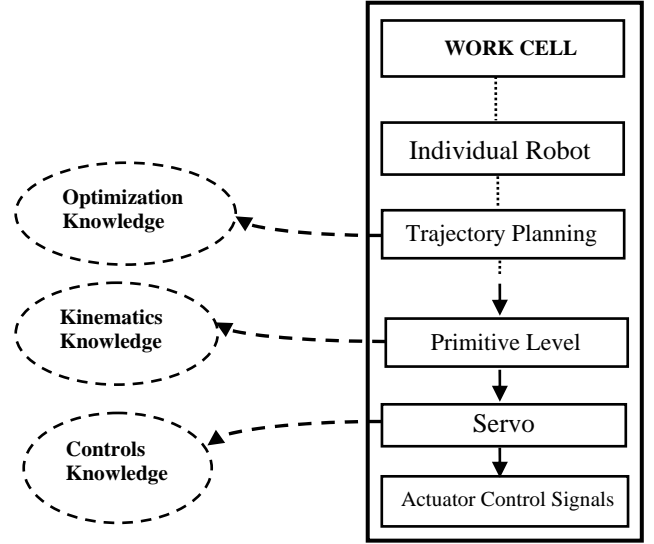 WORK CELL
Individual Robot
Optimization
Knowledge
Trajectory Planning
Kinematics
Knowledge
Primitive Level
Servo
Controls
Knowledge
Actuator Control Signals